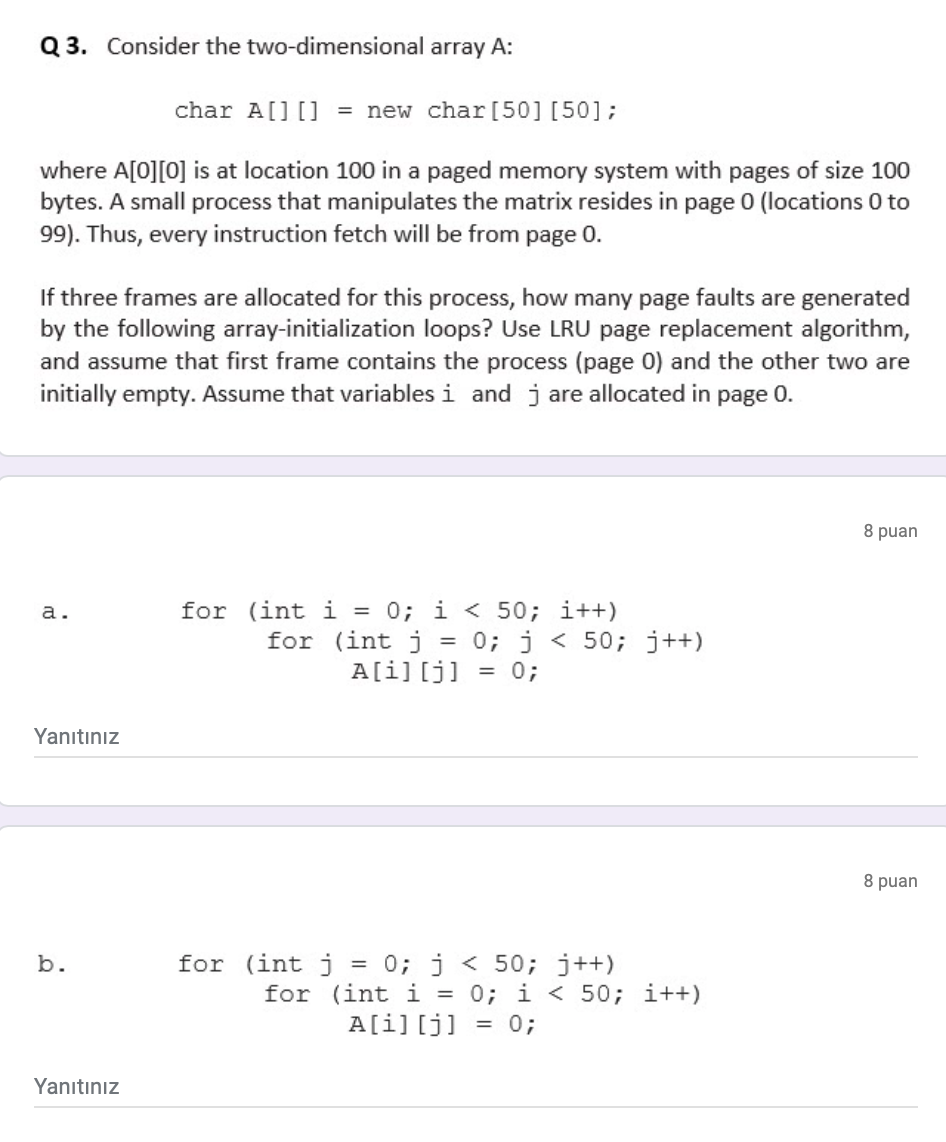 Q 3. Consider the two-dimensional array A:
char A[][] = new char[50][50];
where A[0][0] is at location 100 in a paged memory system with pages of size 100
bytes. A small process that manipulates the matrix resides in page 0 (locations 0 to
99). Thus, every instruction fetch will be from page 0.
If three frames are allocated for this process, how many page faults are generated
by the following array-initialization loops? Use LRU page replacement algorithm,
and assume that first frame contains the process (page 0) and the other two are
initially empty. Assume that variables i and j are allocated in page 0.
8 puan
a. for (int i = 0; i < 50; i++)
for (int j = 0; j < 50; j++)
A[i][j] = 0;
Yanıtınız
8 puan
b. for (int j = 0; j < 50; j++)
for (int i = 0; i < 50; i++)
A[i][j] = 0;
Yanıtınız